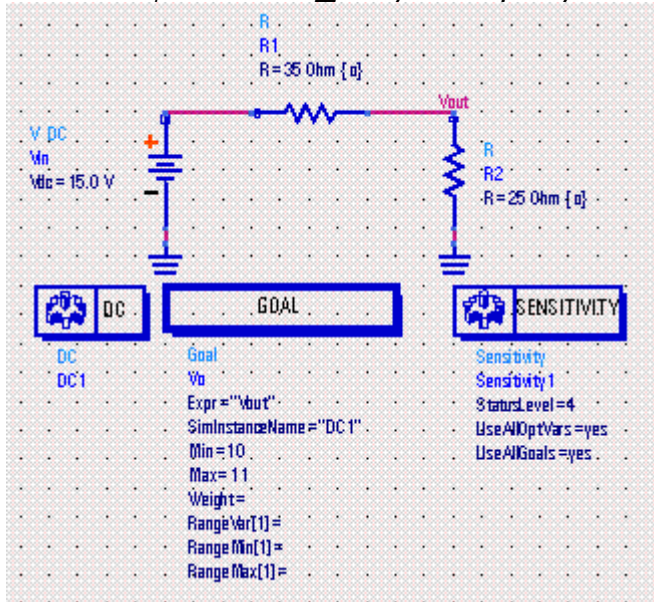 R
R1
R=35 Ohm {o}
Vout
V_DC
Vin
Vdc=15.0 V
R
R2
R=25 Ohm {o}
DC
GOAL
SENSITIVITY
DC
DC1
Goal
Vo
Expr="Vout"
SimInstanceName="DC1"
Min=10
Max=11
Weight=
RangeVar[1]=
RangeMin[1]=
RangeMax[1]=
Sensitivity
Sensitivity1
StatusLevel=4
UseAllOptVars=yes
UseAllGoals=yes